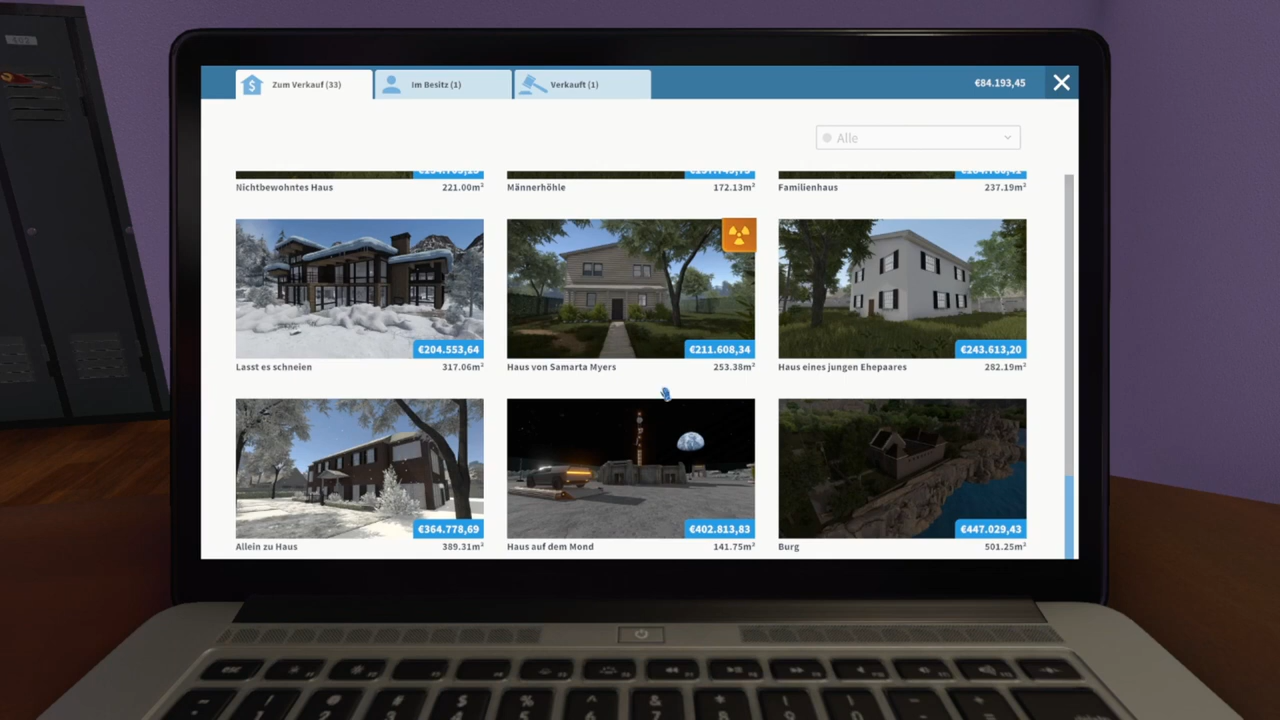 Zum Verkauf (33)
Im Besitz (1)
Verkauft (1)
€84.193,45
Alle
Nichtbewohntes Haus 221.00m²
Männerhöhle 172.13m²
Familienhaus 237.19m²
€204.553,64
€211.608,34
€243.613,20
Lasst es schneien 317.06m²
Haus von Samarta Myers 253.38m²
Haus eines jungen Ehepaares 282.19m²
€364.778,69
€402.813,83
€447.029,43
Allein zu Haus 389.31m²
Haus auf dem Mond 141.75m²
Burg 501.25m²
esc